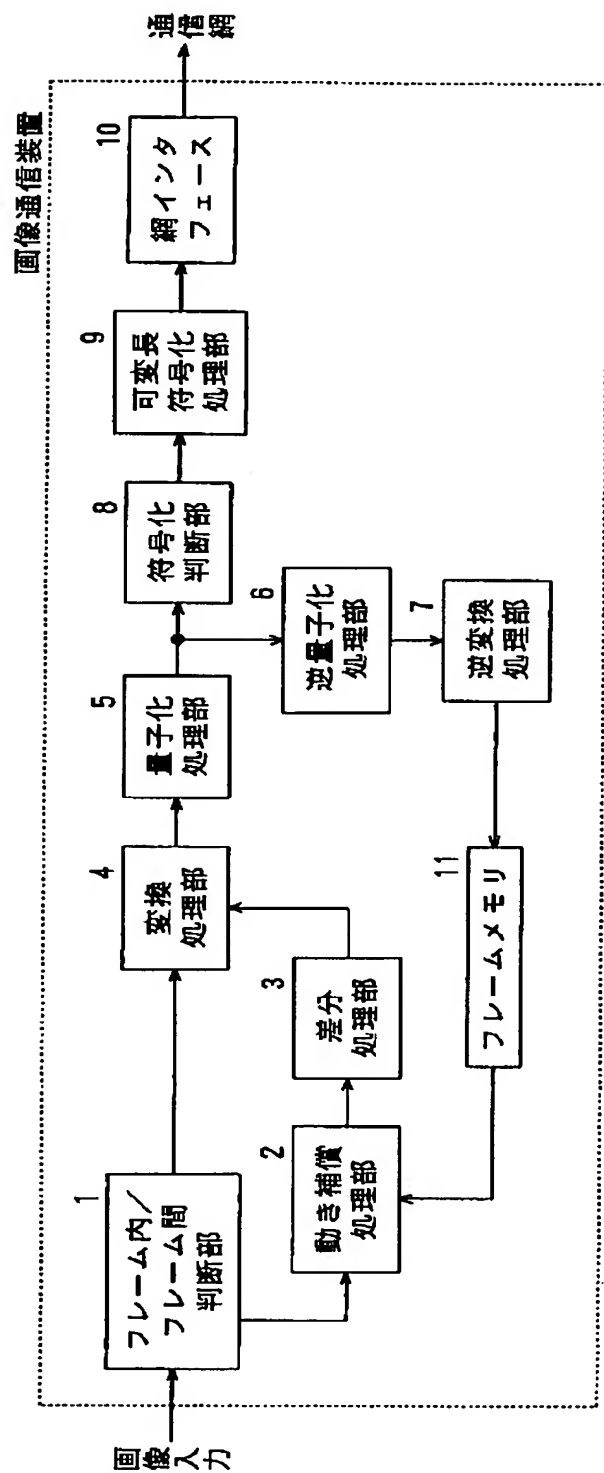 画像通信装置
画像入力
1
フレーム内／
フレーム間
判断部
2
動き補償
処理部
3
差分
処理部
4
変換
処理部
5
量子化
処理部
6
逆量子化
処理部
7
逆変換
処理部
8
符号化
判断部
9
可変長
符号化
処理部
10
網インタ
フェース
通信網
11
フレームメモリ